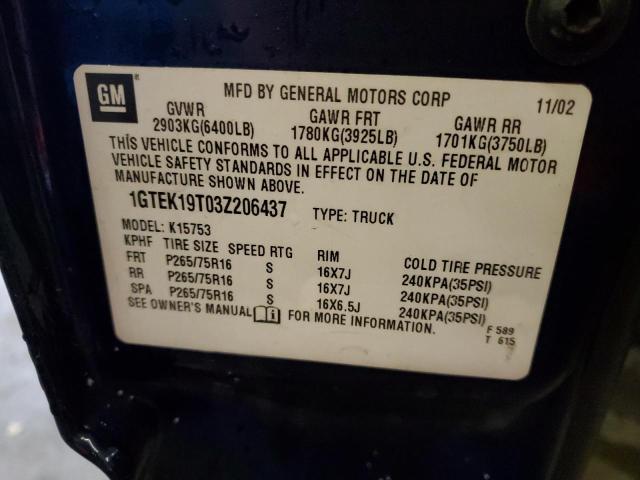 GM
MFD BY GENERAL MOTORS CORP 11/02
GVWR GAWR FRT GAWR RR
2903KG(6400LB) 1780KG(3925LB) 1701KG(3750LB)
THIS VEHICLE CONFORMS TO ALL APPLICABLE U.S. FEDERAL MOTOR
VEHICLE SAFETY STANDARDS IN EFFECT ON THE DATE OF
MANUFACTURE SHOWN ABOVE.
1GTEK19T03Z206437 TYPE: TRUCK
MODEL: K15753
KPHF TIRE SIZE SPEED RTG RIM COLD TIRE PRESSURE
FRT P265/75R16 S 16X7J 240KPA(35PSI)
RR P265/75R16 S 16X7J 240KPA(35PSI)
SPA P265/75R16 S 16X6.5J 240KPA(35PSI)
SEE OWNER'S MANUAL i FOR MORE INFORMATION.
F 589
T 615